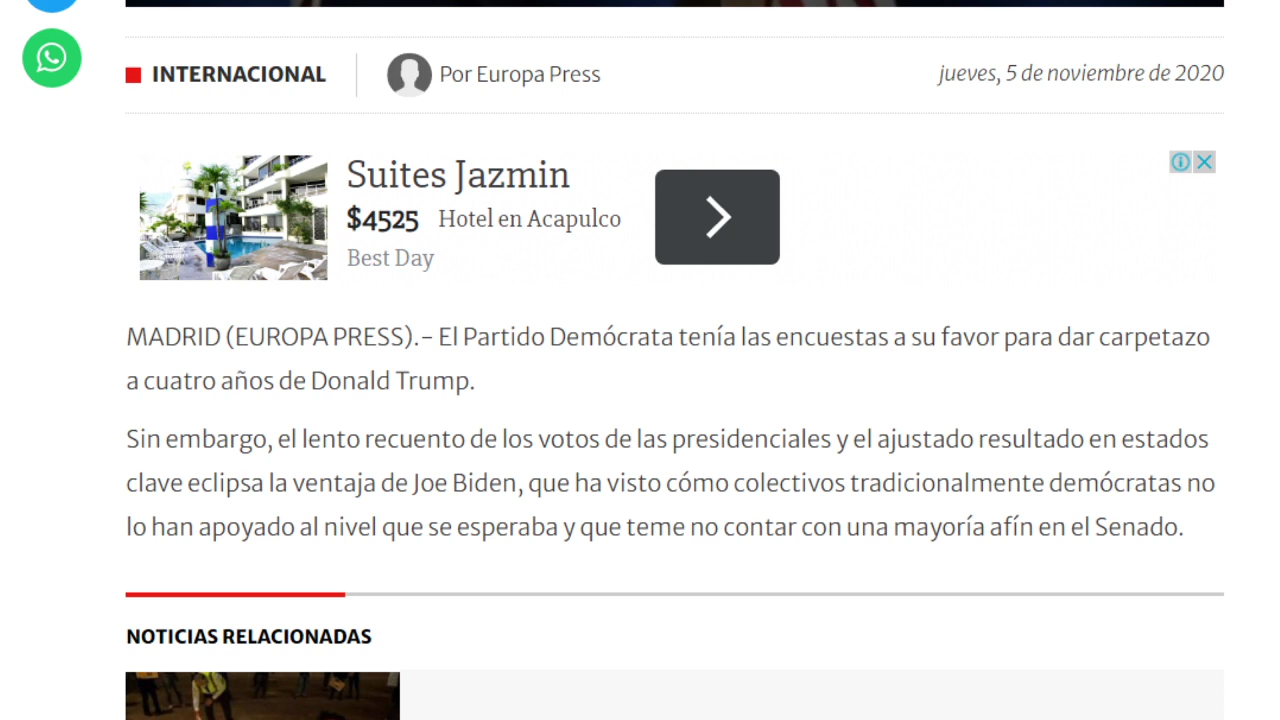 INTERNACIONAL
Por Europa Press
jueves, 5 de noviembre de 2020
Suites Jazmin
$4525 Hotel en Acapulco
Best Day
MADRID (EUROPA PRESS).– El Partido Demócrata tenía las encuestas a su favor para dar carpetazo
a cuatro años de Donald Trump.
Sin embargo, el lento recuento de los votos de las presidenciales y el ajustado resultado en estados
clave eclipsa la ventaja de Joe Biden, que ha visto cómo colectivos tradicionalmente demócratas no
lo han apoyado al nivel que se esperaba y que teme no contar con una mayoría afín en el Senado.
NOTICIAS RELACIONADAS